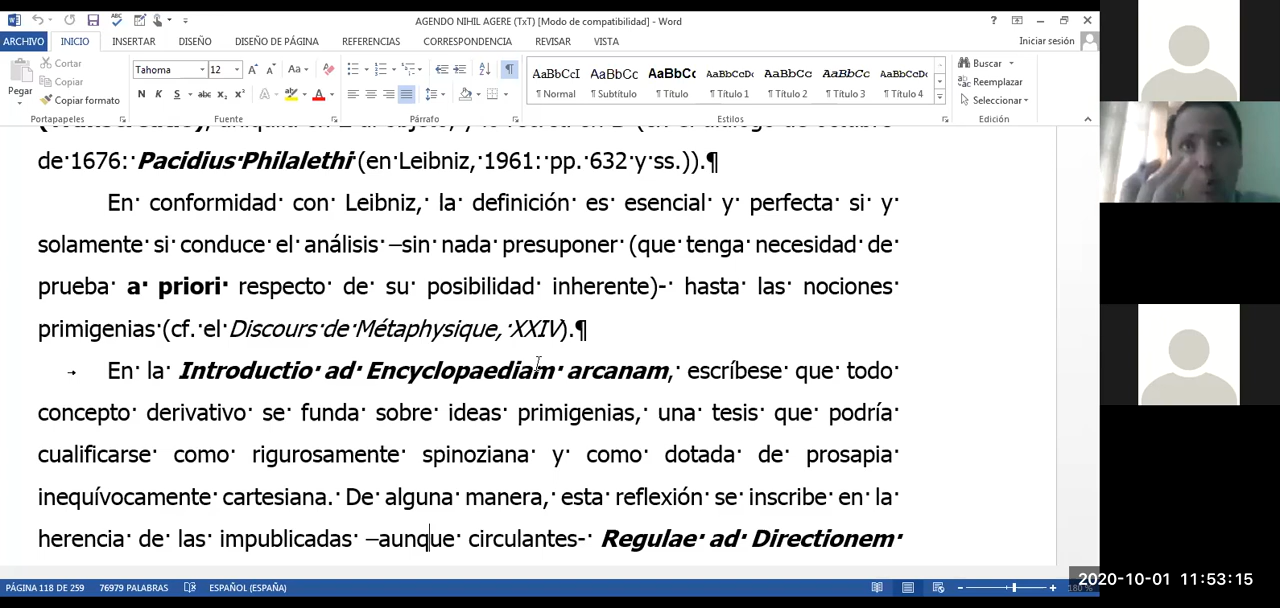 AGENDO NIHIL AGERE (TxT) [Modo de compatibilidad] - Word
ARCHIVO INICIO INSERTAR DISEÑO DISEÑO DE PÁGINA REFERENCIAS CORRESPONDENCIA REVISAR VISTA Iniciar sesión
Pegar
Cortar
Copiar
Copiar formato
Portapapeles
Tahoma 12
N K S abc x₂ x²
Fuente
Párrafo
AaBbCcI AaBbCc AaBbCc AaBbCcDc AaBbCcDc AaBbCcDc AaBbCcDc
¶ Normal ¶ Subtítulo ¶ Título ¶ Título 1 ¶ Título 2 ¶ Título 3 ¶ Título 4
Estilos
Buscar
Reemplazar
Seleccionar
Edición
de 1676: Pacidius Philalethi (en Leibniz, 1961: pp. 632 y ss.)).¶
En conformidad con Leibniz, la definición es esencial y perfecta si y
solamente si conduce el análisis –sin nada presuponer (que tenga necesidad de
prueba a priori respecto de su posibilidad inherente)- hasta las nociones
primigenias (cf. el Discours de Métaphysique, XXIV).¶
En la Introductio ad Encyclopaediam arcanam, escríbese que todo
concepto derivativo se funda sobre ideas primigenias, una tesis que podría
cualificarse como rigurosamente spinoziana y como dotada de prosapia
inequívocamente cartesiana. De alguna manera, esta reflexión se inscribe en la
herencia de las impublicadas –aunque circulantes- Regulae ad Directionem
PÁGINA 118 DE 259 76979 PALABRAS ESPAÑOL (ESPAÑA) 180 %
2020-10-01 11:53:15